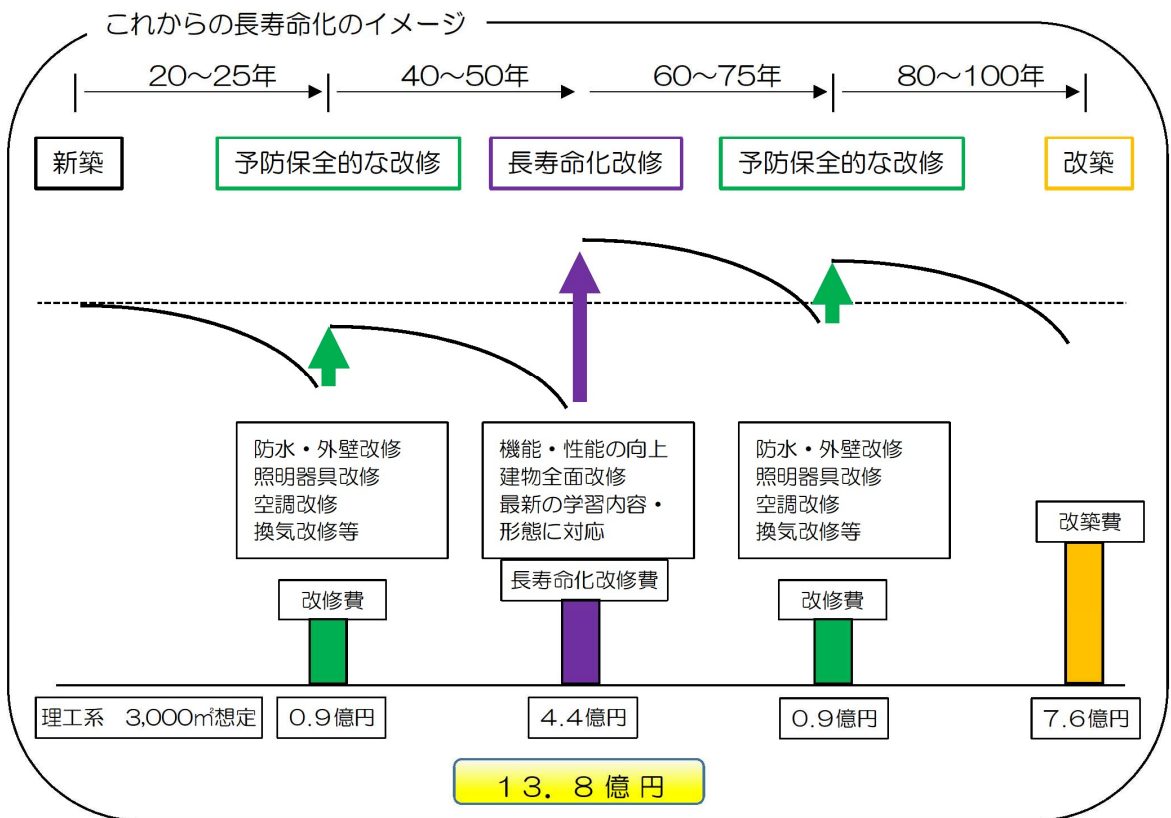 これからの長寿命化のイメージ
20～25年
40～50年
60～75年
80～100年
新築
予防保全的な改修
長寿命化改修
予防保全的な改修
改築
防水・外壁改修
照明器具改修
空調改修
換気改修等
機能・性能の向上
建物全面改修
最新の学習内容・
形態に対応
防水・外壁改修
照明器具改修
空調改修
換気改修等
改修費
長寿命化改修費
改修費
改築費
理工系　3,000㎡想定
0.9億円
4.4億円
0.9億円
7.6億円
１３．８億円